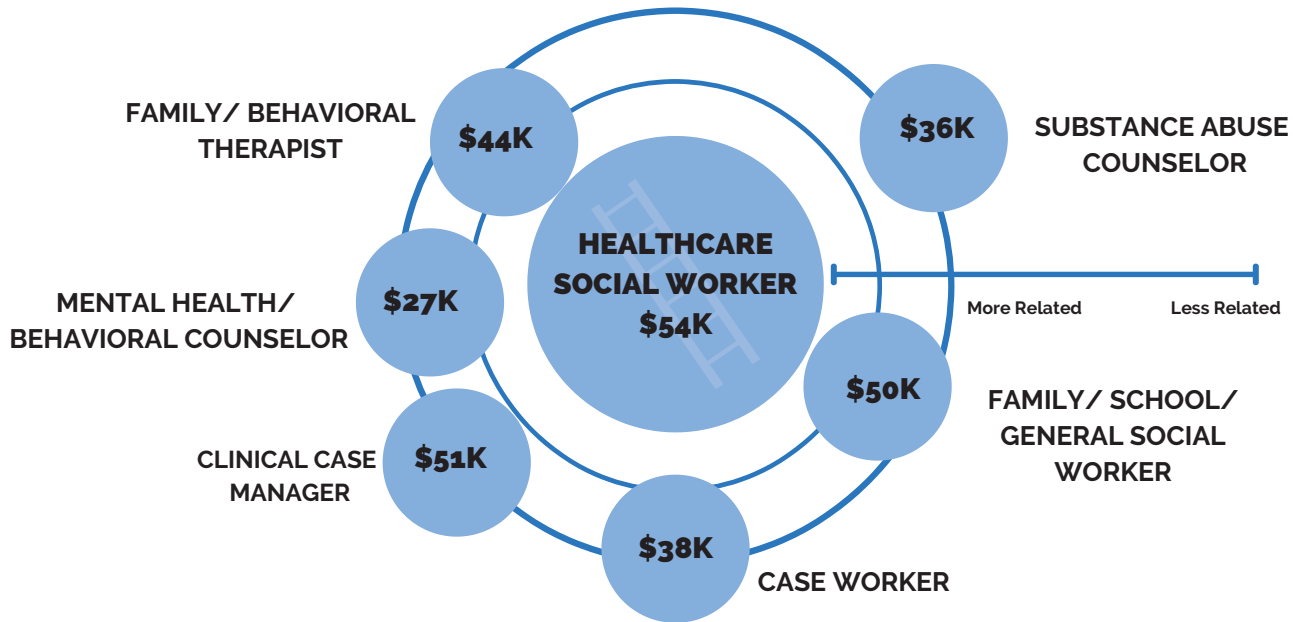 FAMILY/ BEHAVIORAL
THERAPIST
$44K
$36K
SUBSTANCE ABUSE
COUNSELOR
HEALTHCARE
SOCIAL WORKER
$54K
MENTAL HEALTH/
BEHAVIORAL COUNSELOR
$27K
More Related
Less Related
$50K
FAMILY/ SCHOOL/
GENERAL SOCIAL
WORKER
CLINICAL CASE
MANAGER
$51K
$38K
CASE WORKER